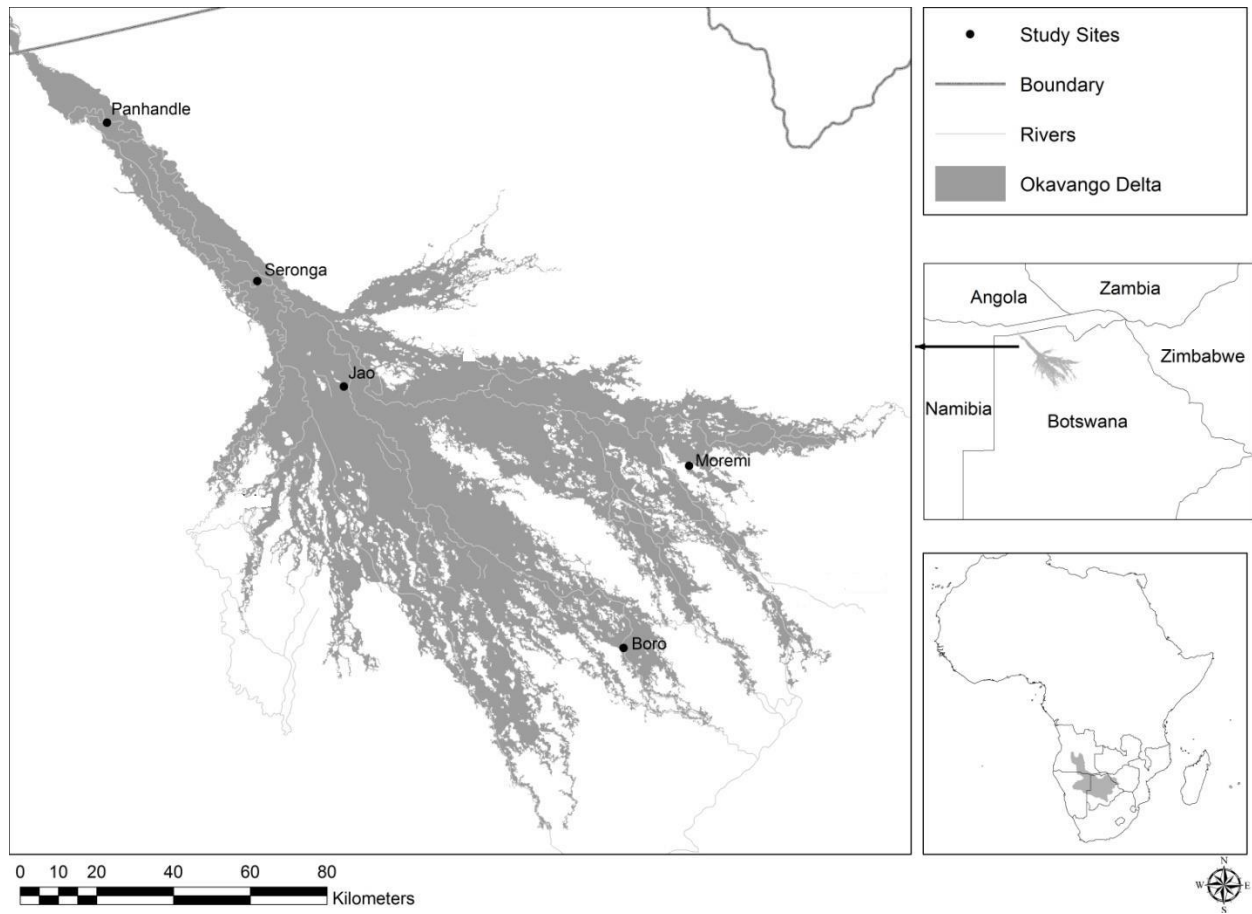 Panhandle
Seronga
Jao
Moremi
Boro
Study Sites
Boundary
Rivers
Okavango Delta
Angola
Zambia
Zimbabwe
Namibia
Botswana
0 10 20 40 60 80
Kilometers
N
W E
S